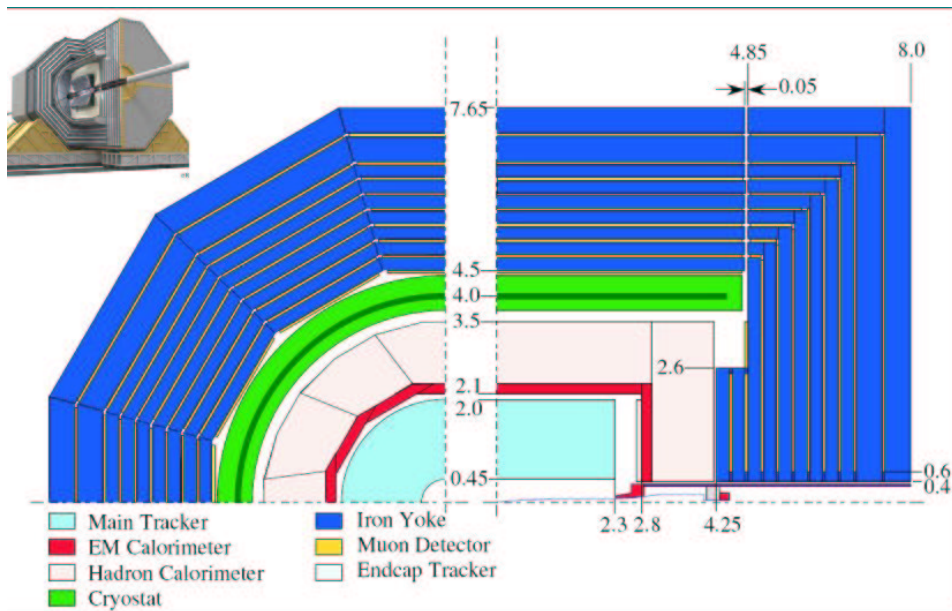 4.85
8.0
0.05
7.65
4.5
4.0
3.5
2.6
2.1
2.0
0.45
0.6
0.4
2.3
2.8
4.25
Main Tracker
EM Calorimeter
Hadron Calorimeter
Cryostat
Iron Yoke
Muon Detector
Endcap Tracker